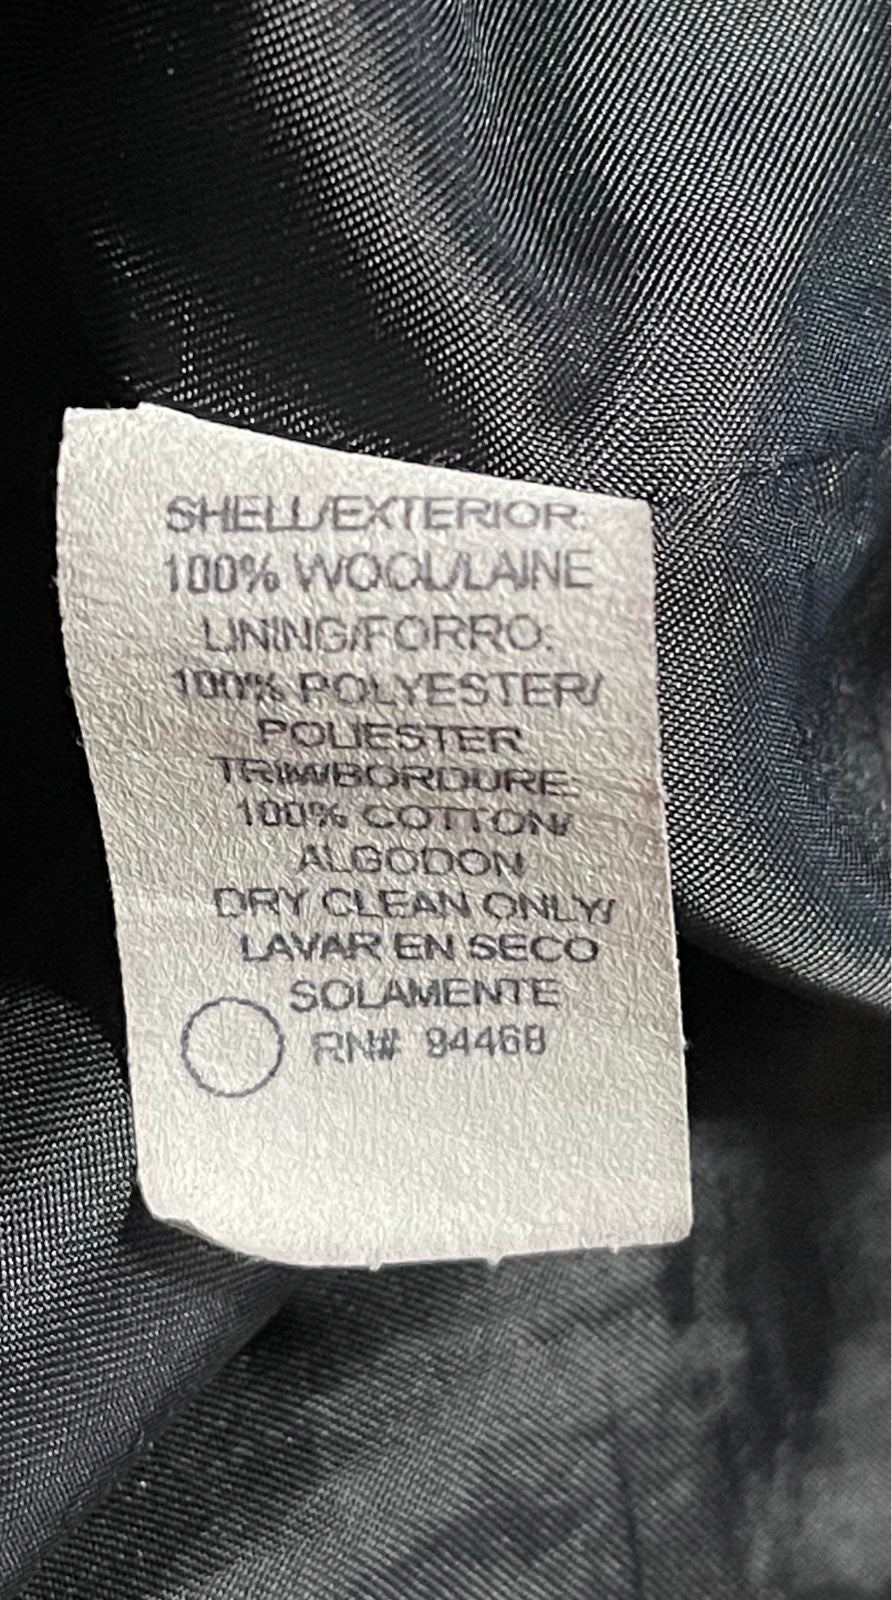 SHELL/EXTERIOR:
100% WOOL/LAINE
LINING/FORRO:
100% POLYESTER/
POLIESTER
TRIM/BORDURE:
100% COTTON/
ALGODON
DRY CLEAN ONLY/
LAVAR EN SECO
SOLAMENTE
RN# 94468